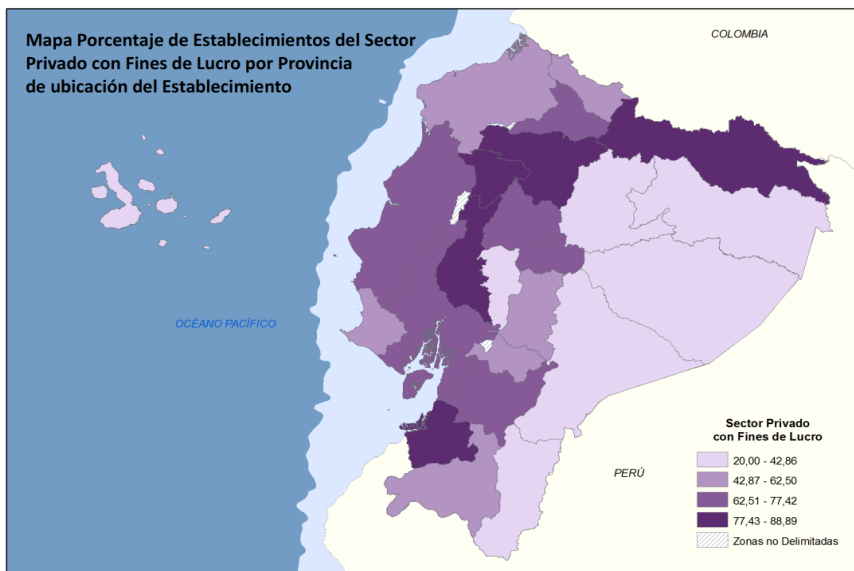 Mapa Porcentaje de Establecimientos del Sector
Privado con Fines de Lucro por Provincia
de ubicación del Establecimiento
COLOMBIA
OCÉANO PACÍFICO
PERÚ
Sector Privado
con Fines de Lucro
20,00 - 42,86
42,87 - 62,50
62,51 - 77,42
77,43 - 88,89
Zonas no Delimitadas